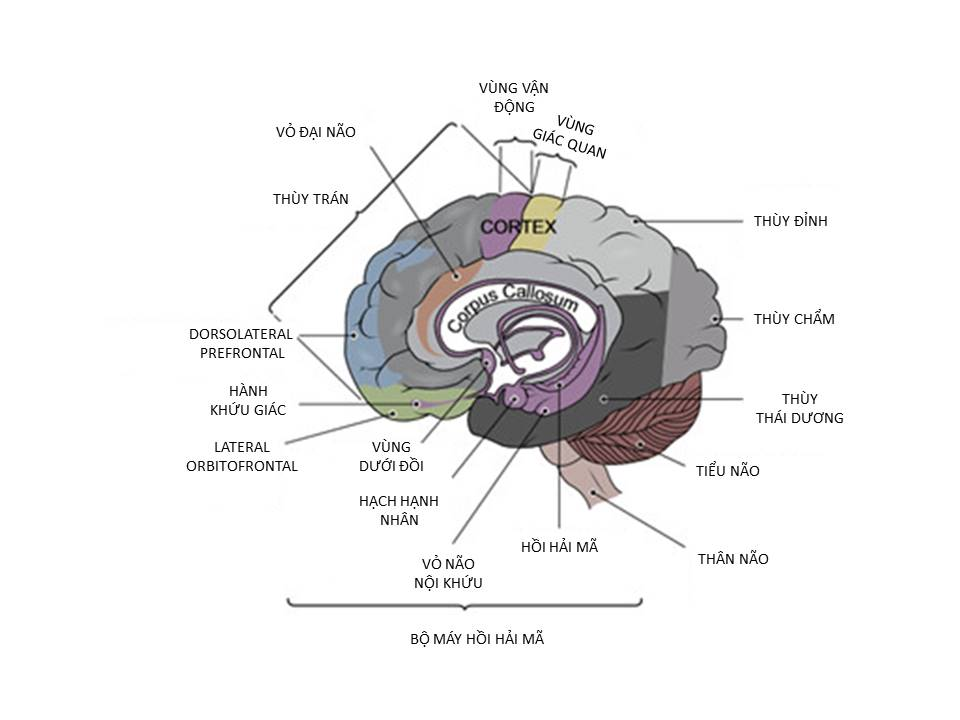 VÙNG VẬN
ĐỘNG
VÙNG
GIÁC QUAN
VỎ ĐẠI NÃO
THÙY TRÁN
CORTEX
THÙY ĐỈNH
Corpus Callosum
THÙY CHẨM
DORSOLATERAL
PREFRONTAL
HÀNH
KHỨU GIÁC
THÙY
THÁI DƯƠNG
LATERAL
ORBITOFRONTAL
VÙNG
DƯỚI ĐỒI
TIỂU NÃO
HẠCH HẠNH
NHÂN
HỒI HẢI MÃ
THÂN NÃO
VỎ NÃO
NỘI KHỨU
BỘ MÁY HỒI HẢI MÃ